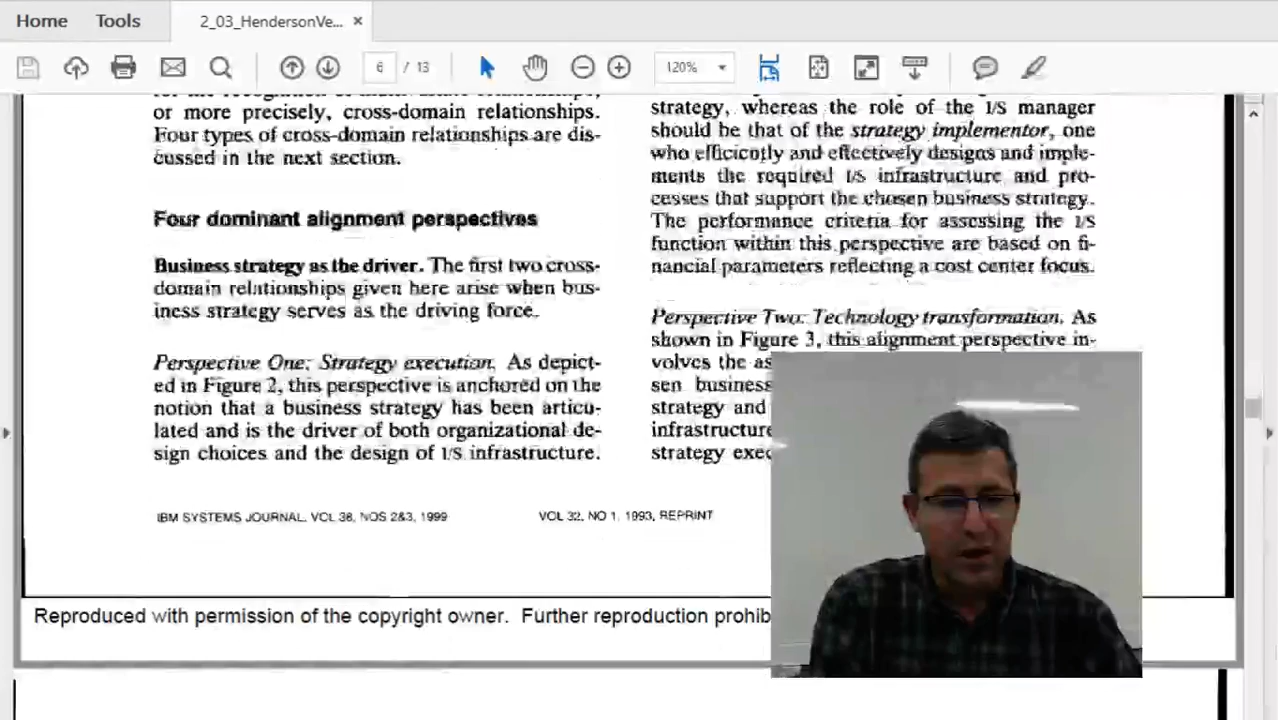 Home
Tools
2_03_HendersonVe...
6 / 13
120%
or more precisely, cross-domain relationships.
Four types of cross-domain relationships are dis-
cussed in the next section.
Four dominant alignment perspectives
Business strategy as the driver. The first two cross-
domain relationships given here arise when bus-
iness strategy serves as the driving force.
Perspective One: Strategy execution. As depict-
ed in Figure 2, this perspective is anchored on the
notion that a business strategy has been articu-
lated and is the driver of both organizational de-
sign choices and the design of I/S infrastructure.
strategy, whereas the role of the I/S manager
should be that of the strategy implementor, one
who efficiently and effectively designs and imple-
ments the required I/S infrastructure and pro-
cesses that support the chosen business strategy.
The performance criteria for assessing the I/S
function within this perspective are based on fi-
nancial parameters reflecting a cost center focus.
Perspective Two: Technology transformation. As
shown in Figure 3, this alignment perspective in-
volves the as
sen business
strategy and
infrastructure
strategy exec
IBM SYSTEMS JOURNAL, VOL 38, NOS 2&3, 1999
VOL 32, NO 1, 1993, REPRINT
Reproduced with permission of the copyright owner. Further reproduction prohib